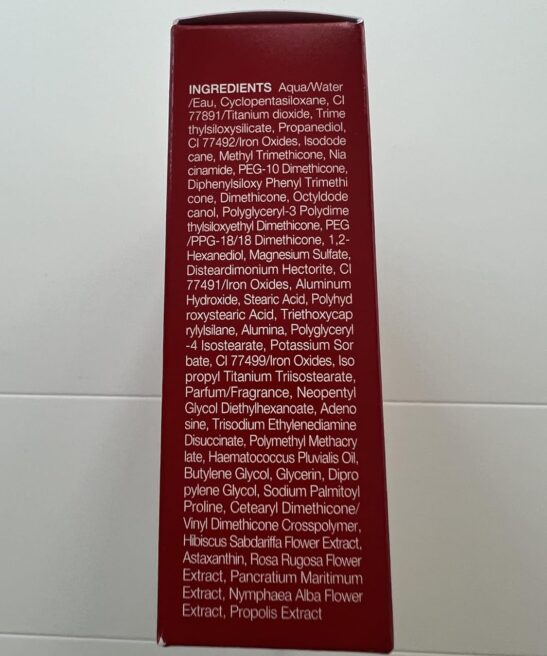 INGREDIENTS Aqua/Water
/Eau, Cyclopentasiloxane, CI
77891/Titanium dioxide, Trime
thylsiloxysilicate, Propanediol,
CI 77492/Iron Oxides, Isodode
cane, Methyl Trimethicone, Nia
cinamide, PEG-10 Dimethicone,
Diphenylsiloxy Phenyl Trimethi
cone, Dimethicone, Octyldode
canol, Polyglyceryl-3 Polydime
thylsiloxyethyl Dimethicone, PEG
/PPG-18/18 Dimethicone, 1,2-
Hexanediol, Magnesium Sulfate,
Disteardimonium Hectorite, CI
77491/Iron Oxides, Aluminum
Hydroxide, Stearic Acid, Polyhyd
roxystearic Acid, Triethoxycap
rylylsilane, Alumina, Polyglyceryl
-4 Isostearate, Potassium Sor
bate, CI 77499/Iron Oxides, Iso
propyl Titanium Triisostearate,
Parfum/Fragrance, Neopentyl
Glycol Diethylhexanoate, Adeno
sine, Trisodium Ethylenediamine
Disuccinate, Polymethyl Methacry
late, Haematococcus Pluvialis Oil,
Butylene Glycol, Glycerin, Dipro
pylene Glycol, Sodium Palmitoyl
Proline, Cetearyl Dimethicone/
Vinyl Dimethicone Crosspolymer,
Hibiscus Sabdariffa Flower Extract,
Astaxanthin, Rosa Rugosa Flower
Extract, Pancratium Maritimum
Extract, Nymphaea Alba Flower
Extract, Propolis Extract